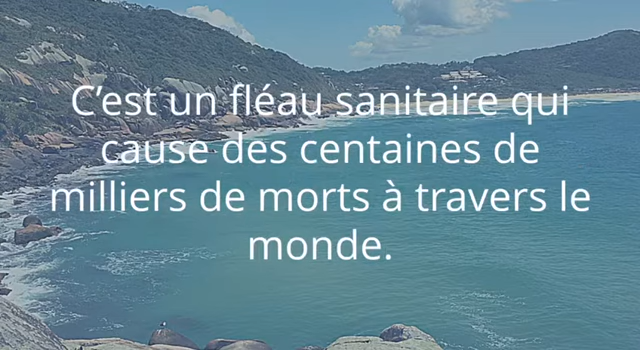 C’est un fléau sanitaire qui
cause des centaines de
milliers de morts à travers le
monde.